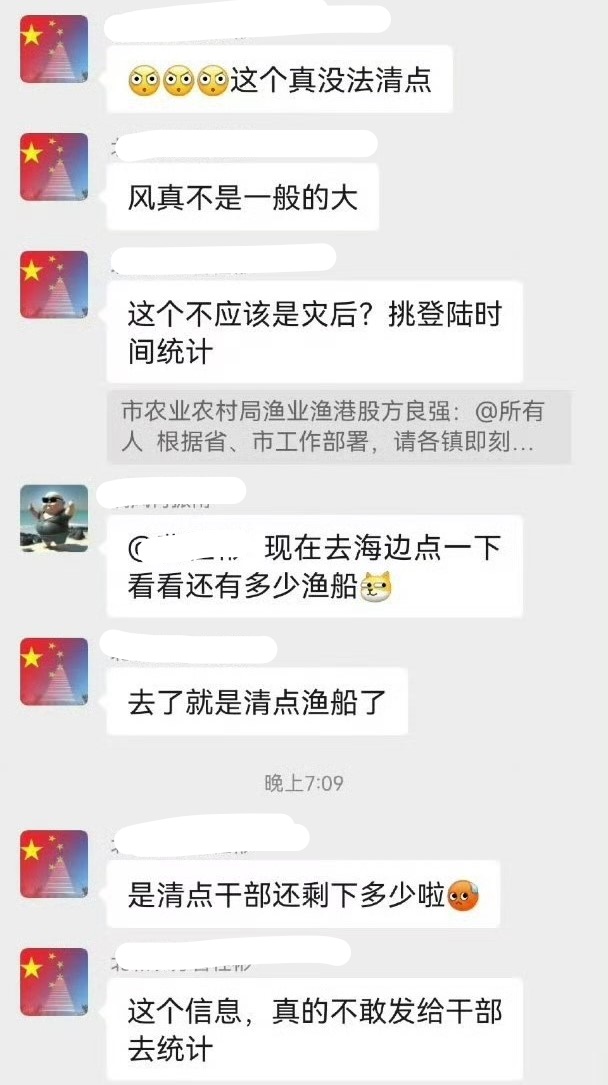 这个真没法清点
风真不是一般的大
这个不应该是灾后？挑登陆时
间统计
市农业农村局渔业渔港股方良强：@所有
人 根据省、市工作部署，请各镇即刻...
@ 现在去海边点一下
看看还有多少渔船
去了就是清点渔船了
晚上7:09
是清点干部还剩下多少啦
这个信息，真的不敢发给干部
去统计